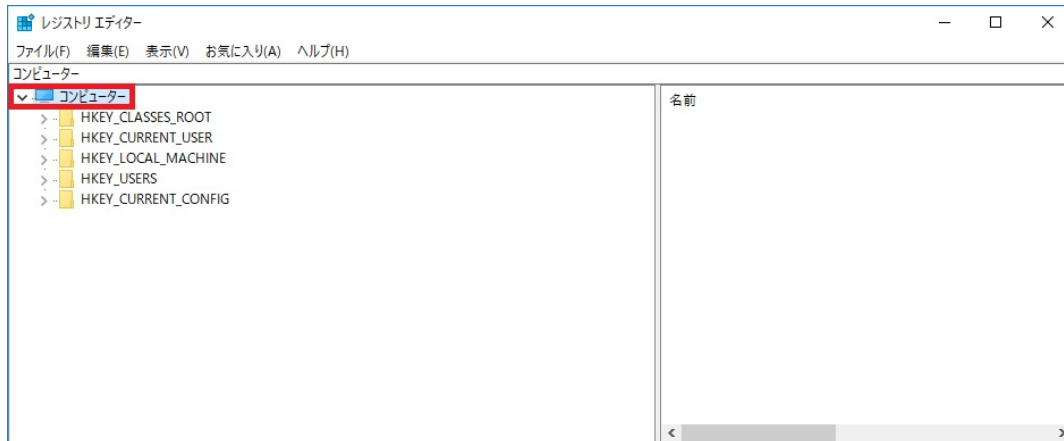 レジストリ エディター
ファイル(F) 編集(E) 表示(V) お気に入り(A) ヘルプ(H)
コンピューター
コンピューター
名前
HKEY_CLASSES_ROOT
HKEY_CURRENT_USER
HKEY_LOCAL_MACHINE
HKEY_USERS
HKEY_CURRENT_CONFIG